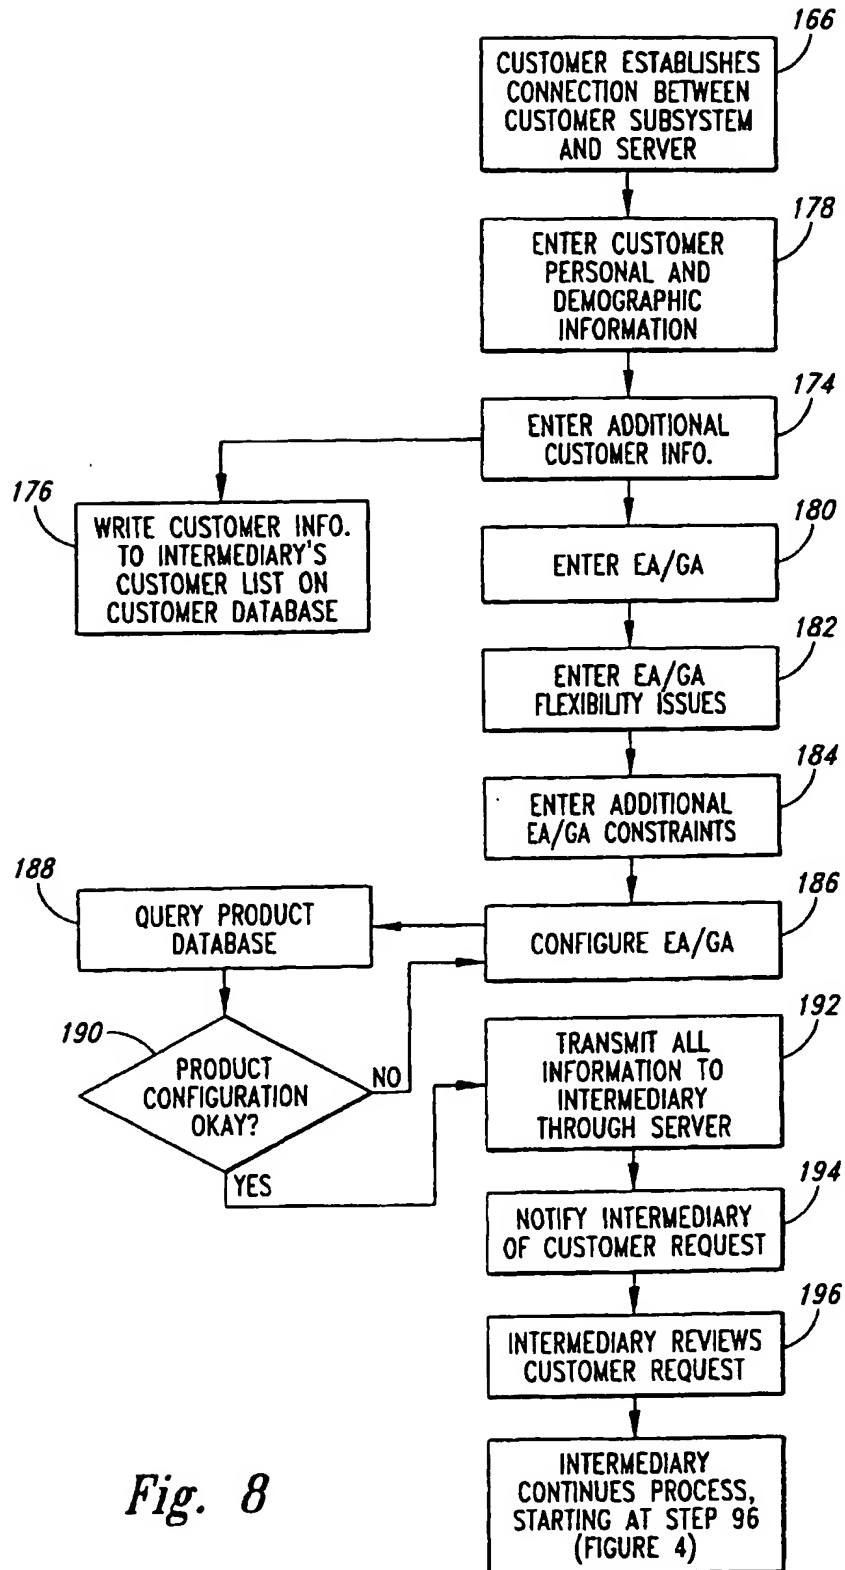 166
CUSTOMER ESTABLISHES
CONNECTION BETWEEN
CUSTOMER SUBSYSTEM
AND SERVER
178
ENTER CUSTOMER
PERSONAL AND
DEMOGRAPHIC
INFORMATION
174
ENTER ADDITIONAL
CUSTOMER INFO.
176
WRITE CUSTOMER INFO.
TO INTERMEDIARY'S
CUSTOMER LIST ON
CUSTOMER DATABASE
180
ENTER EA/GA
182
ENTER EA/GA
FLEXIBILITY ISSUES
184
ENTER ADDITIONAL
EA/GA CONSTRAINTS
186
CONFIGURE EA/GA
188
QUERY PRODUCT
DATABASE
190
PRODUCT
CONFIGURATION
OKAY?
NO
YES
192
TRANSMIT ALL
INFORMATION TO
INTERMEDIARY
THROUGH SERVER
194
NOTIFY INTERMEDIARY
OF CUSTOMER REQUEST
196
INTERMEDIARY REVIEWS
CUSTOMER REQUEST
INTERMEDIARY
CONTINUES PROCESS,
STARTING AT STEP 96
(FIGURE 4)
Fig. 8